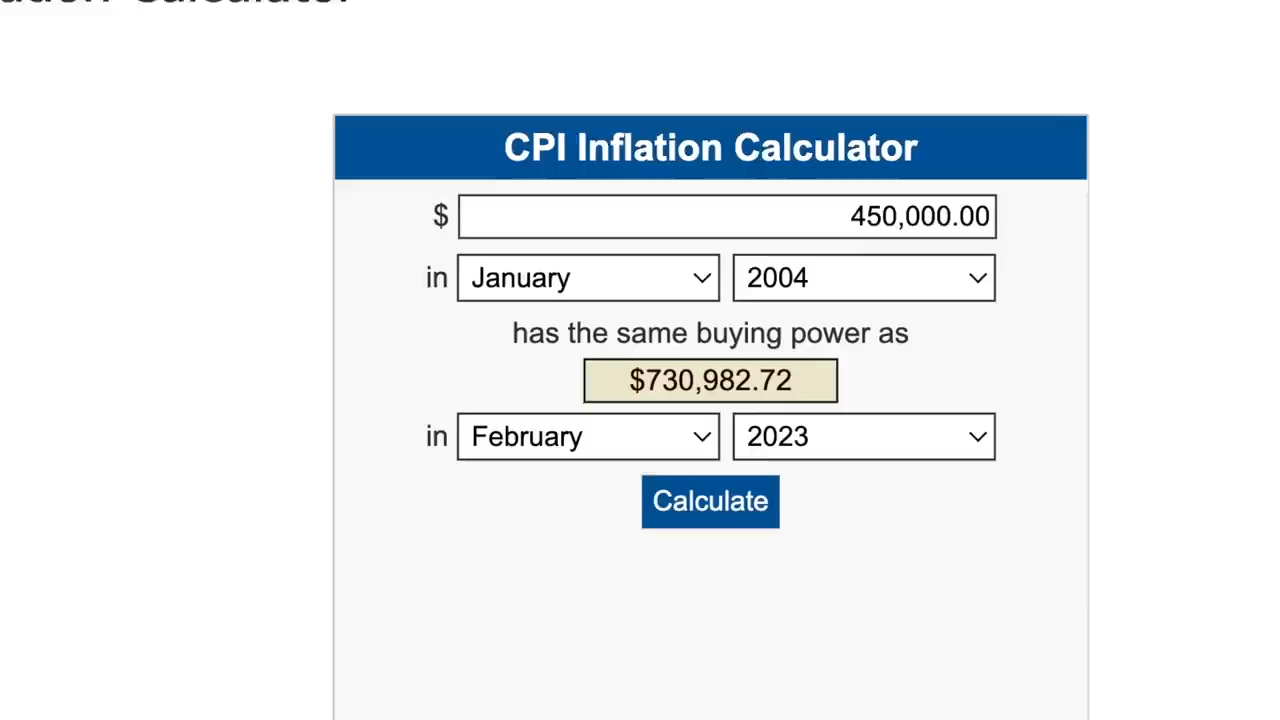 CPI Inflation Calculator
$ 450,000.00
in January 2004
has the same buying power as
$730,982.72
in February 2023
Calculate